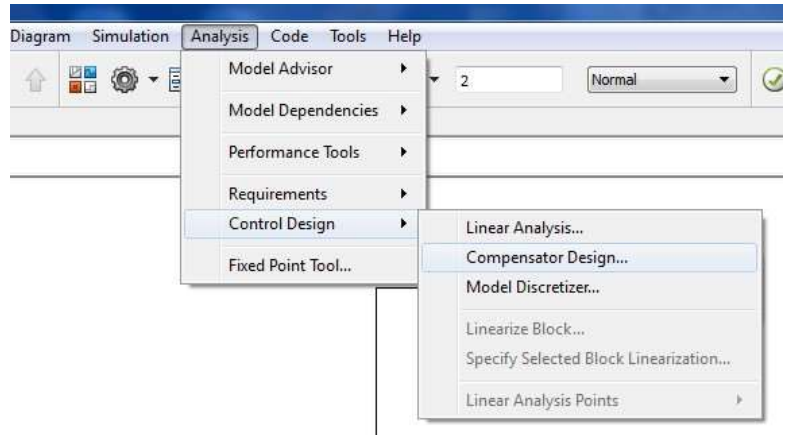 Diagram Simulation Analysis Code Tools Help
2 Normal
Model Advisor
Model Dependencies
Performance Tools
Requirements
Control Design
Fixed Point Tool...
Linear Analysis...
Compensator Design...
Model Discretizer...
Linearize Block...
Specify Selected Block Linearization...
Linear Analysis Points